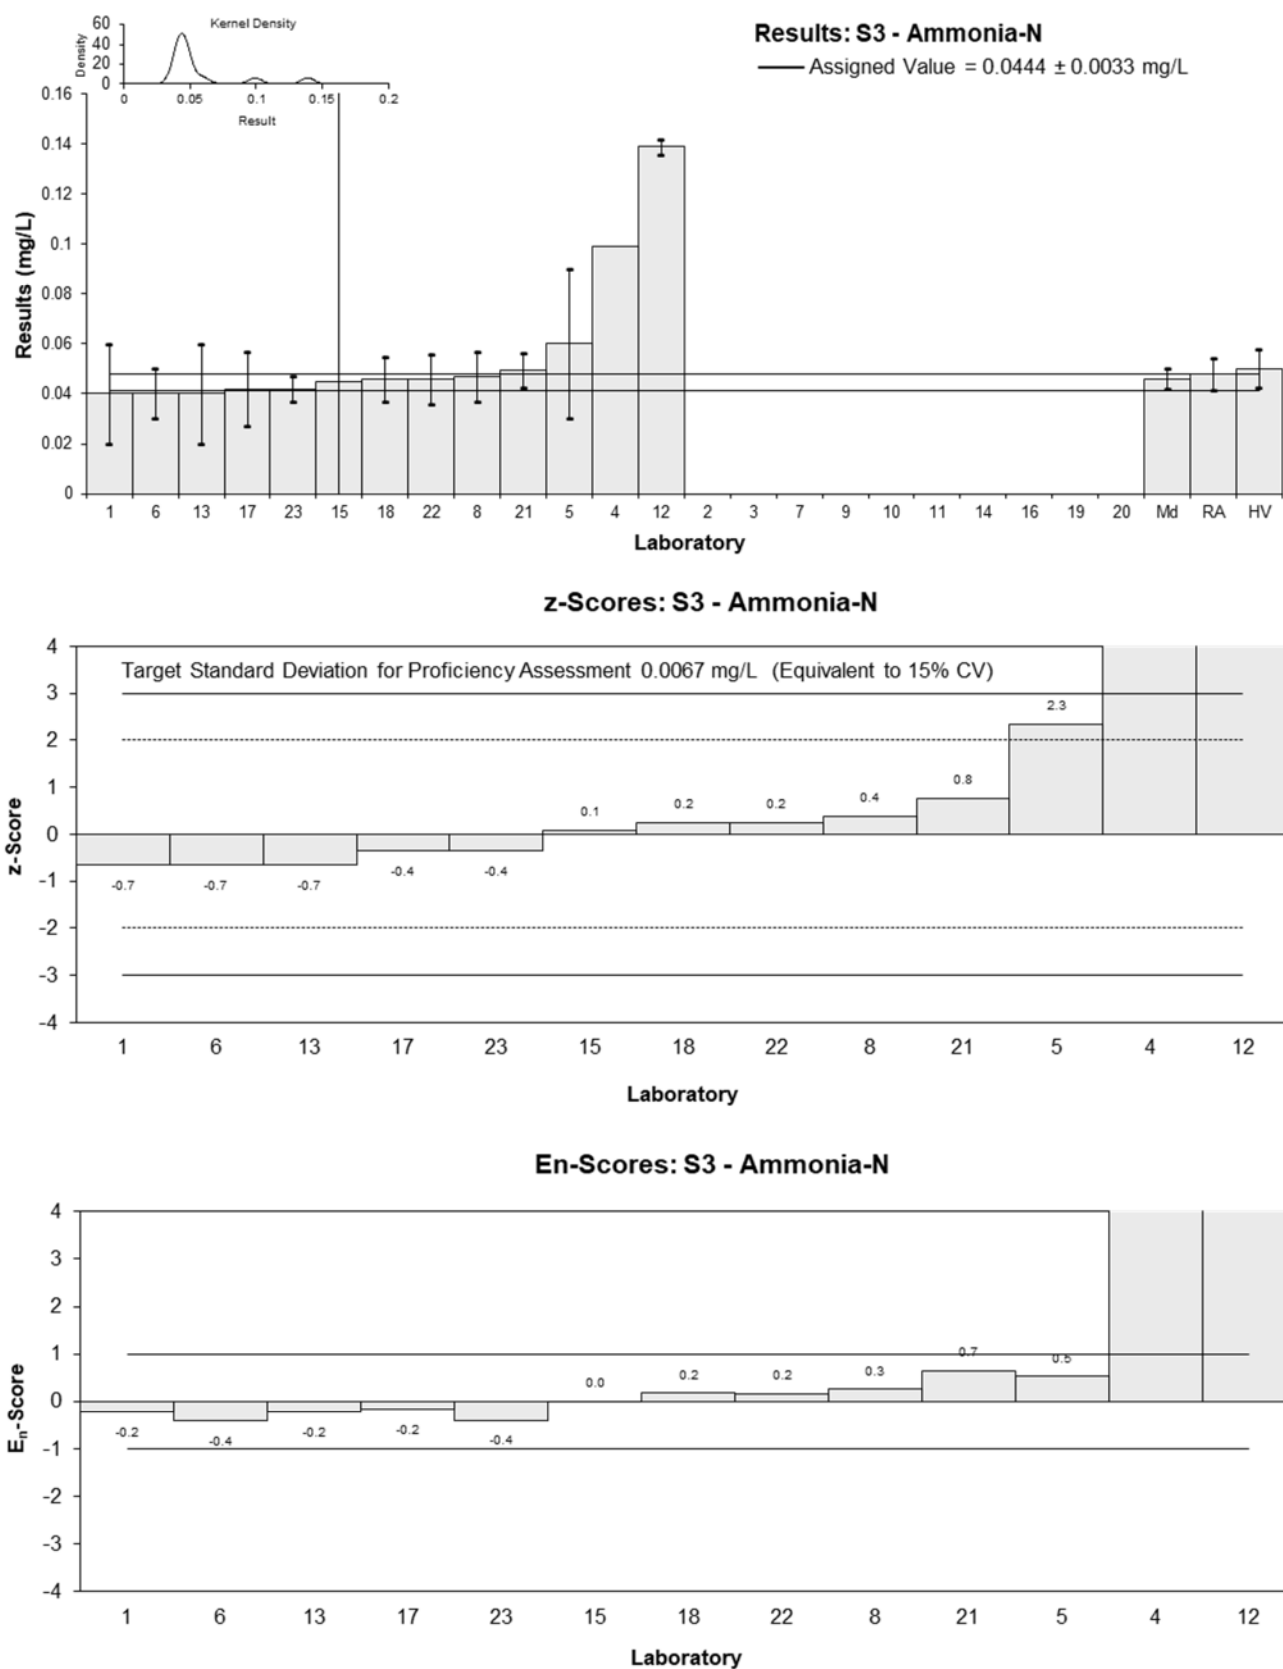 Kernel Density
60
40
20
0
Density
0 0.05 0.1 0.15 0.2
Result
Results: S3 - Ammonia-N
Assigned Value = 0.0444 ± 0.0033 mg/L
0.16
0.14
0.12
0.1
0.08
0.06
0.04
0.02
0
Results (mg/L)
1 6 13 17 23 15 18 22 8 21 5 4 12 2 3 7 9 10 11 14 16 19 20 Md RA HV
Laboratory
z-Scores: S3 - Ammonia-N
Target Standard Deviation for Proficiency Assessment 0.0067 mg/L (Equivalent to 15% CV)
4
3
2
1
0
-1
-2
-3
-4
z-Score
-0.7 -0.7 -0.7 -0.4 -0.4 0.1 0.2 0.2 0.4 0.8 2.3
1 6 13 17 23 15 18 22 8 21 5 4 12
Laboratory
En-Scores: S3 - Ammonia-N
4
3
2
1
0
-1
-2
-3
-4
En-Score
-0.2 -0.4 -0.2 -0.2 -0.4 0.0 0.2 0.2 0.3 0.7 0.5
1 6 13 17 23 15 18 22 8 21 5 4 12
Laboratory